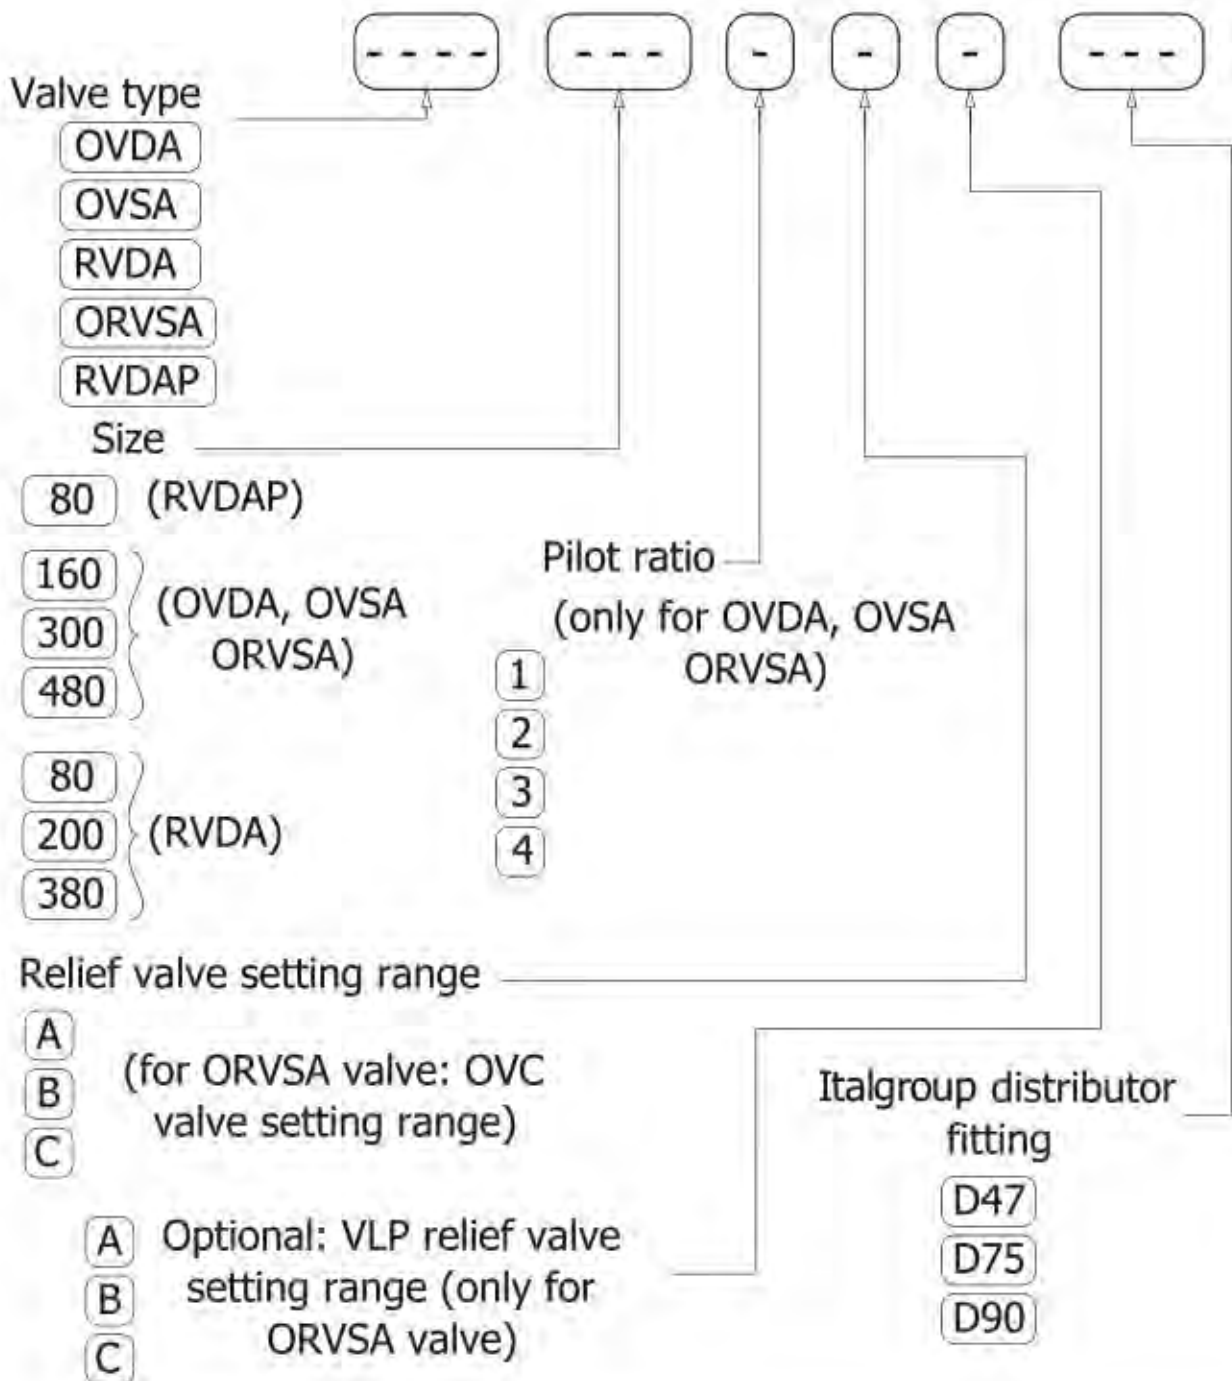 - - - - - - - - - - - - -
Valve type
OVDA
OVSA
RVDA
ORVSA
RVDAP
Size
80 (RVDAP)
160
300
480
(OVDA, OVSA
ORVSA)
80
200
380
(RVDA)
Pilot ratio
(only for OVDA, OVSA
ORVSA)
1
2
3
4
Relief valve setting range
A
B
C
(for ORVSA valve: OVC
valve setting range)
A
B
C
Optional: VLP relief valve
setting range (only for
ORVSA valve)
Italgroup distributor
fitting
D47
D75
D90